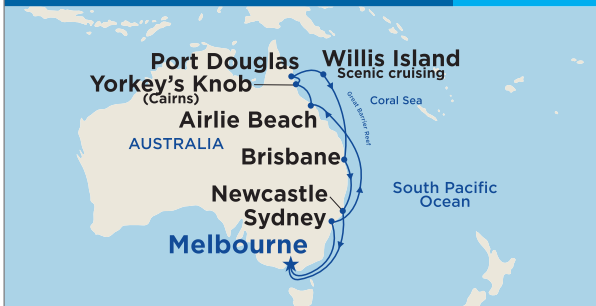 Port Douglas
Willis Island
Scenic cruising
Yorkey's Knob
(Cairns)
Great Barrier Reef
Coral Sea
Airlie Beach
AUSTRALIA
Brisbane
South Pacific
Ocean
Newcastle
Sydney
Melbourne